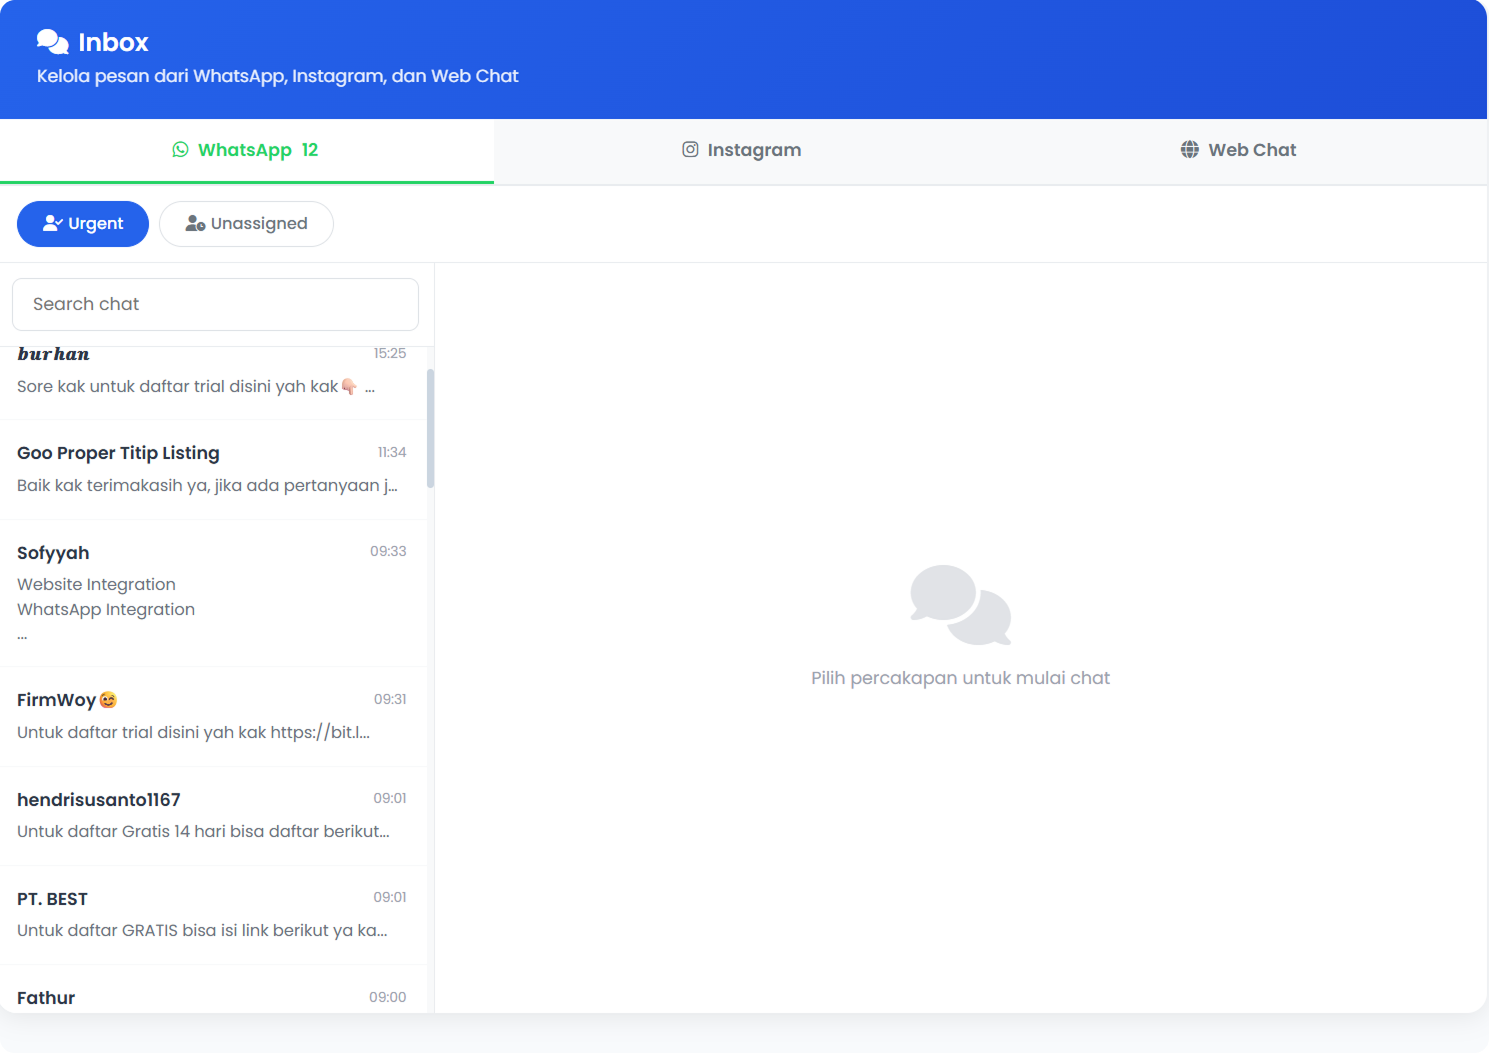 Inbox
Kelola pesan dari WhatsApp, Instagram, dan Web Chat
WhatsApp 12
Instagram
Web Chat
Urgent
Unassigned
Search chat
𝒃𝒖𝒓𝒉𝒂𝒏 15:25
Sore kak untuk daftar trial disini yah kak👇🏻 ...
Goo Proper Titip Listing 11:34
Baik kak terimakasih ya, jika ada pertanyaan j...
Sofyyah 09:33
Website Integration
WhatsApp Integration
...
FirmWoy😉 09:31
Untuk daftar trial disini yah kak https://bit.l...
hendrisusanto1167 09:01
Untuk daftar Gratis 14 hari bisa daftar berikut...
PT. BEST 09:01
Untuk daftar GRATIS bisa isi link berikut ya ka...
Fathur 09:00
Pilih percakapan untuk mulai chat